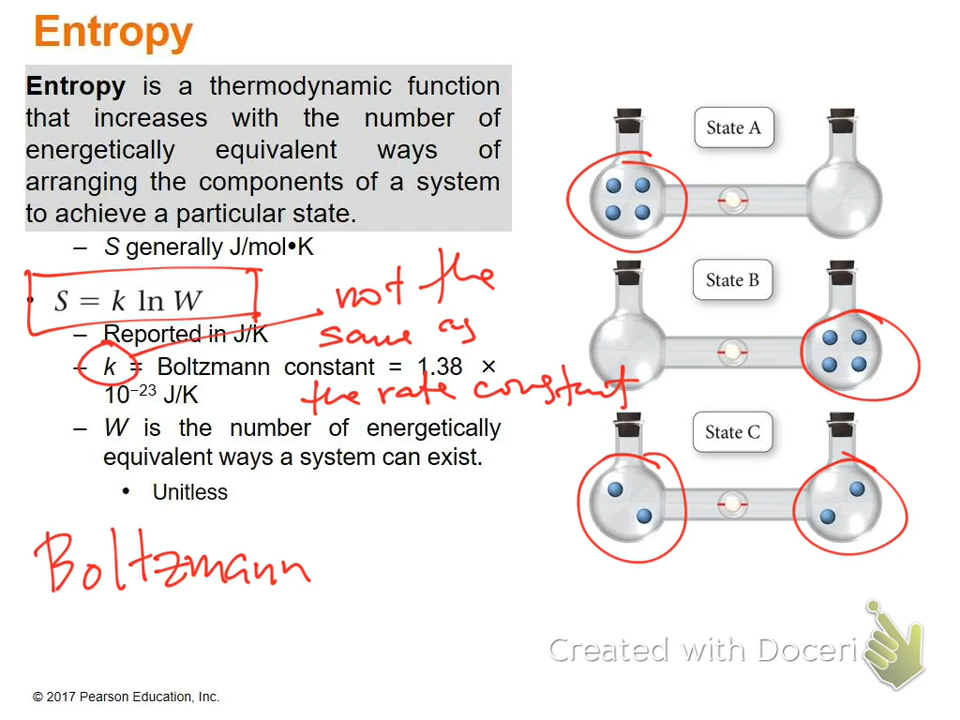 Entropy
Entropy is a thermodynamic function
that increases with the number of
energetically equivalent ways of
arranging the components of a system
to achieve a particular state.
– S generally J/mol•K
• S = k ln W
– Reported in J/K
– k = Boltzmann constant = 1.38 ×
10⁻²³ J/K
– W is the number of energetically
equivalent ways a system can exist.
• Unitless
not the
same as
the rate constant
Boltzmann
State A
State B
State C
Created with Doceri
© 2017 Pearson Education, Inc.